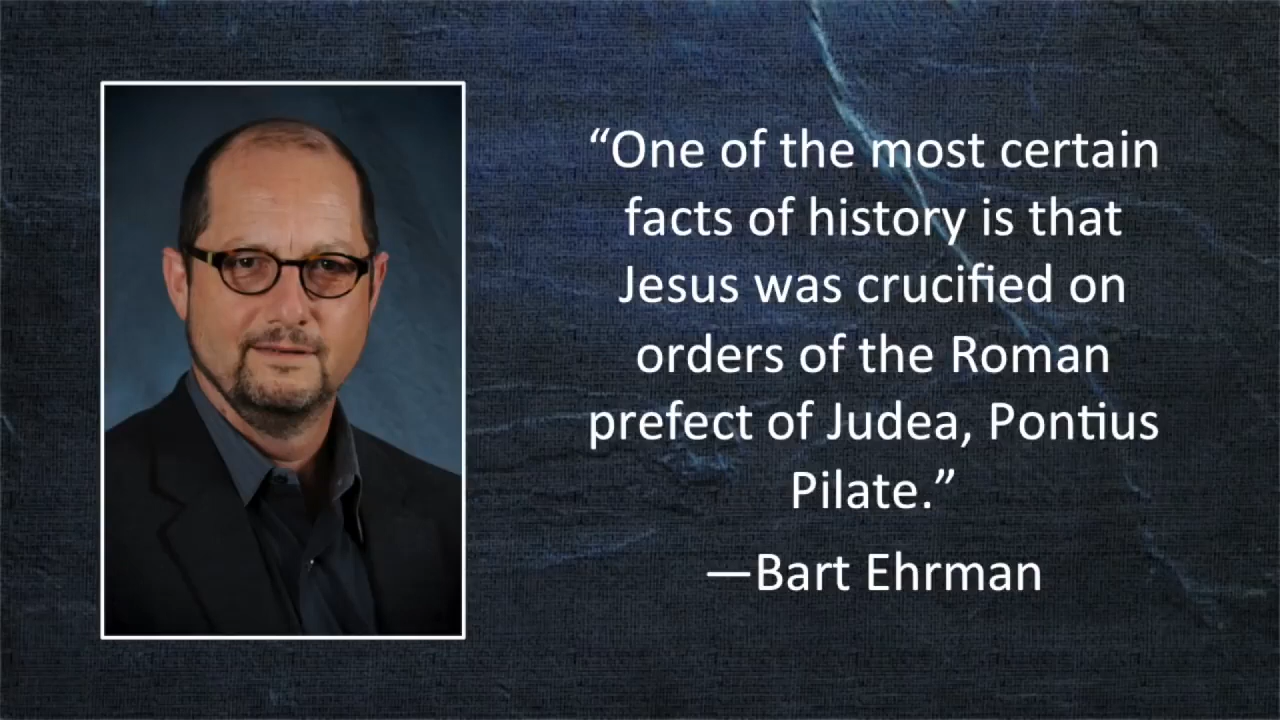 “One of the most certain
facts of history is that
Jesus was crucified on
orders of the Roman
prefect of Judea, Pontius
Pilate.”
—Bart Ehrman